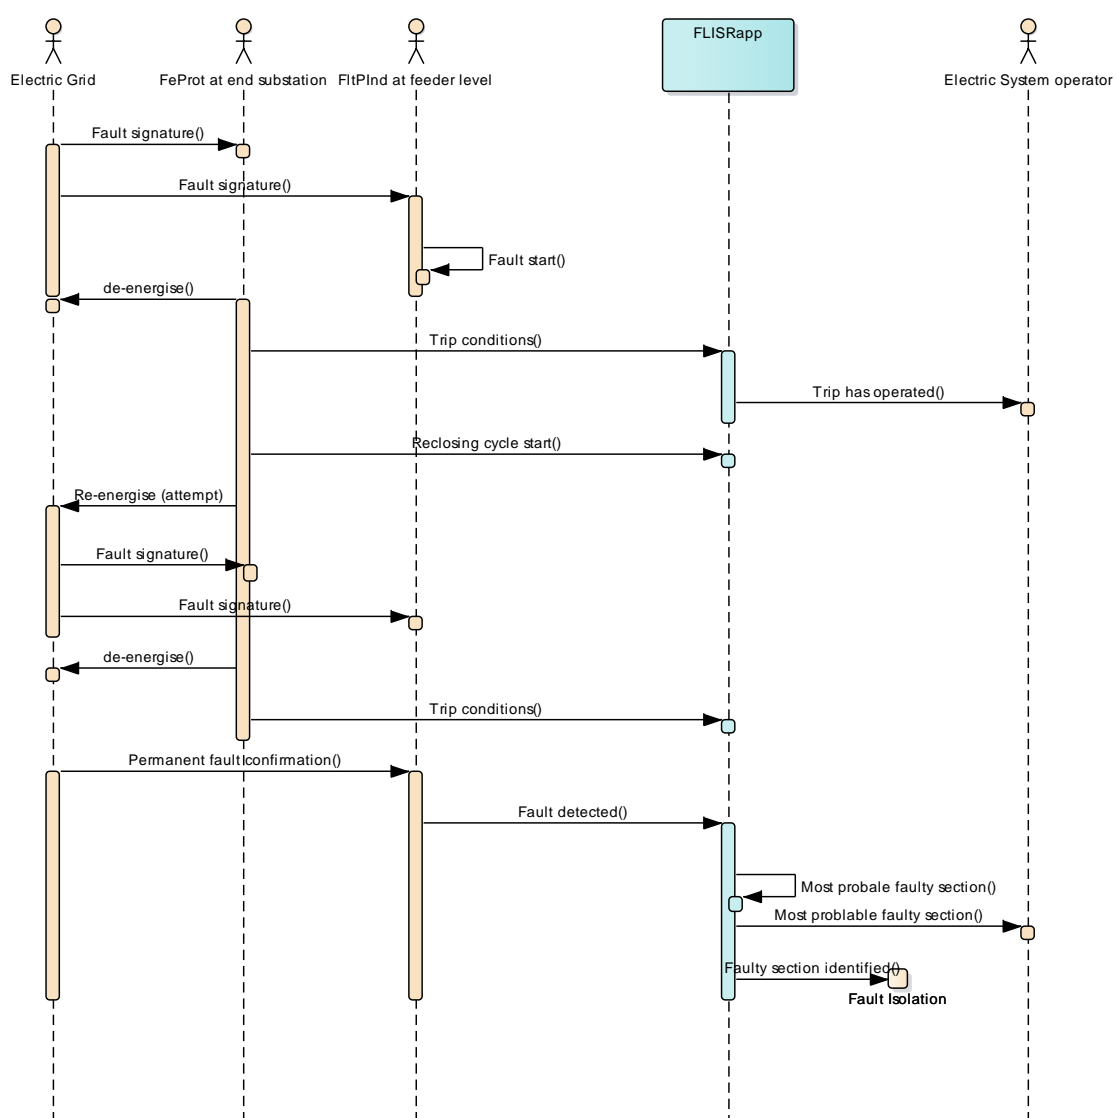 FLISRapp
Electric Grid
FeProt at end substation
FltPInd at feeder level
Electric System operator
Fault signature()
Fault signature()
Fault start()
de-energise()
Trip conditions()
Trip has operated()
Reclosing cycle start()
Re-energise (attempt)
Fault signature()
Fault signature()
de-energise()
Trip conditions()
Permanent fault confirmation()
Fault detected()
Most probale faulty section()
Most problable faulty section()
Faulty section identified()
Fault Isolation